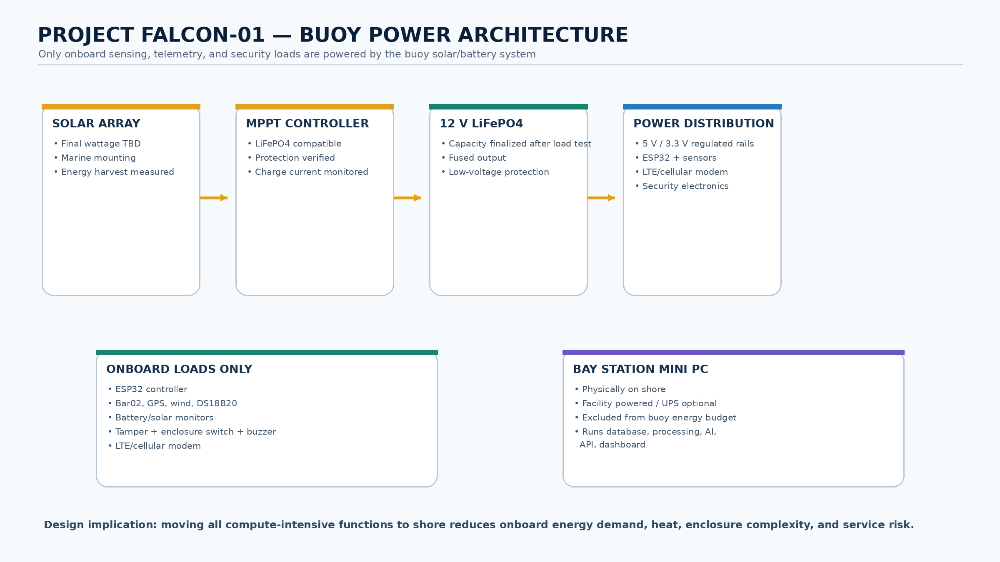 PROJECT FALCON-01 — BUOY POWER ARCHITECTURE
Only onboard sensing, telemetry, and security loads are powered by the buoy solar/battery system
SOLAR ARRAY
• Final wattage TBD
• Marine mounting
• Energy harvest measured
MPPT CONTROLLER
• LiFePO4 compatible
• Protection verified
• Charge current monitored
12 V LiFePO4
• Capacity finalized after load test
• Fused output
• Low-voltage protection
POWER DISTRIBUTION
• 5 V / 3.3 V regulated rails
• ESP32 + sensors
• LTE/cellular modem
• Security electronics
ONBOARD LOADS ONLY
• ESP32 controller
• Bar02, GPS, wind, DS18B20
• Battery/solar monitors
• Tamper + enclosure switch + buzzer
• LTE/cellular modem
BAY STATION MINI PC
• Physically on shore
• Facility powered / UPS optional
• Excluded from buoy energy budget
• Runs database, processing, AI,
API, dashboard
Design implication: moving all compute-intensive functions to shore reduces onboard energy demand, heat, enclosure complexity, and service risk.